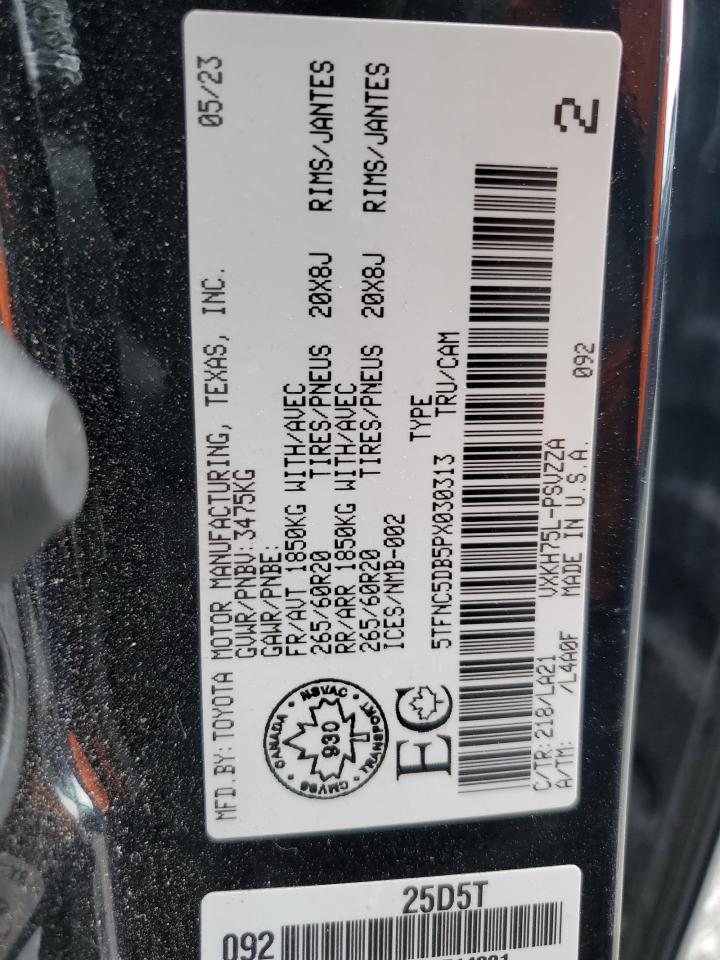 MFD.BY: TOYOTA MOTOR MANUFACTURING, TEXAS, INC. 05/23
GVWR/PNBV: 3475KG
GAWR/PNBE:
FR/AVT 1850KG WITH/AVEC
265/60R20 TIRES/PNEUS 20X8J RIMS/JANTES
RR/ARR 1850KG WITH/AVEC
265/60R20 TIRES/PNEUS 20X8J RIMS/JANTES
ICES/NMB-002
TYPE
5TFNC5DB5PX030313 TRU/CAM
CANADA NSVAC
930
CMVSS TRANSPORT
EC
C/TR: 218/LA21 VXKH75L-PSVZZA
A/TM: /L4A0F MADE IN U.S.A. 092
2
25D5T
092